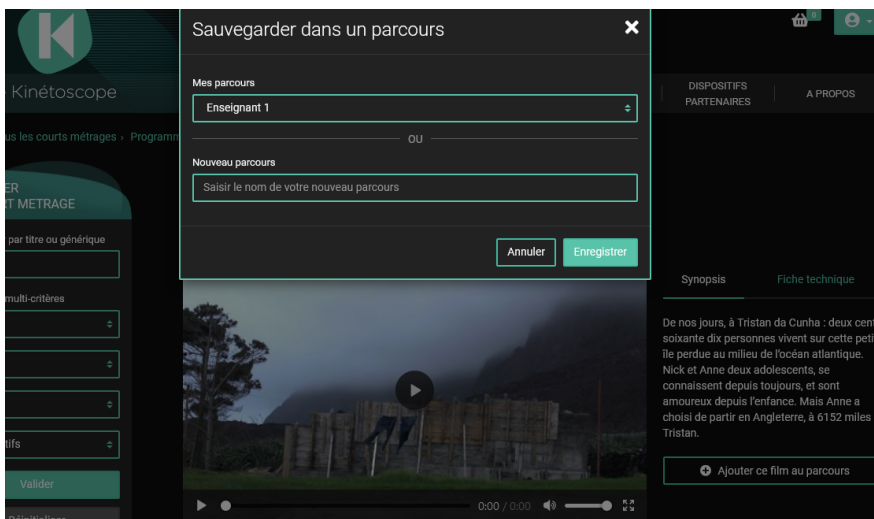 Sauvegarder dans un parcours
0
Kinétoscope
Mes parcours
Enseignant 1
OU
Nouveau parcours
Saisir le nom de votre nouveau parcours
Annuler
Enregistrer
DISPOSITIFS
PARTENAIRES
A PROPOS
us les courts métrages › Programm
ER
T METRAGE
par titre ou générique
multi-critères
tifs
Valider
Réinitialiser
0:00 / 0:00
Synopsis
Fiche technique
De nos jours, à Tristan da Cunha : deux cent
soixante dix personnes vivent sur cette peti
île perdue au milieu de l'océan atlantique.
Nick et Anne deux adolescents, se
connaissent depuis toujours, et sont
amoureux depuis l'enfance. Mais Anne a
choisi de partir en Angleterre, à 6152 miles
Tristan.
Ajouter ce film au parcours